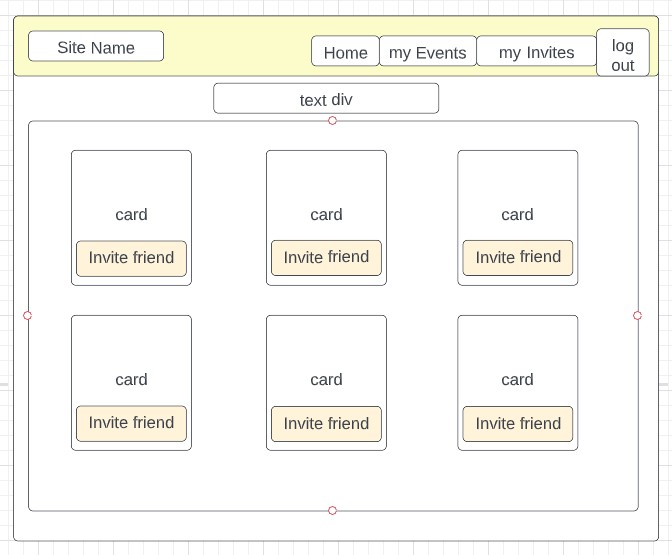 Site Name
Home
my Events
my Invites
log
out
text div
card
card
card
Invite friend
Invite friend
Invite friend
card
card
card
Invite friend
Invite friend
Invite friend